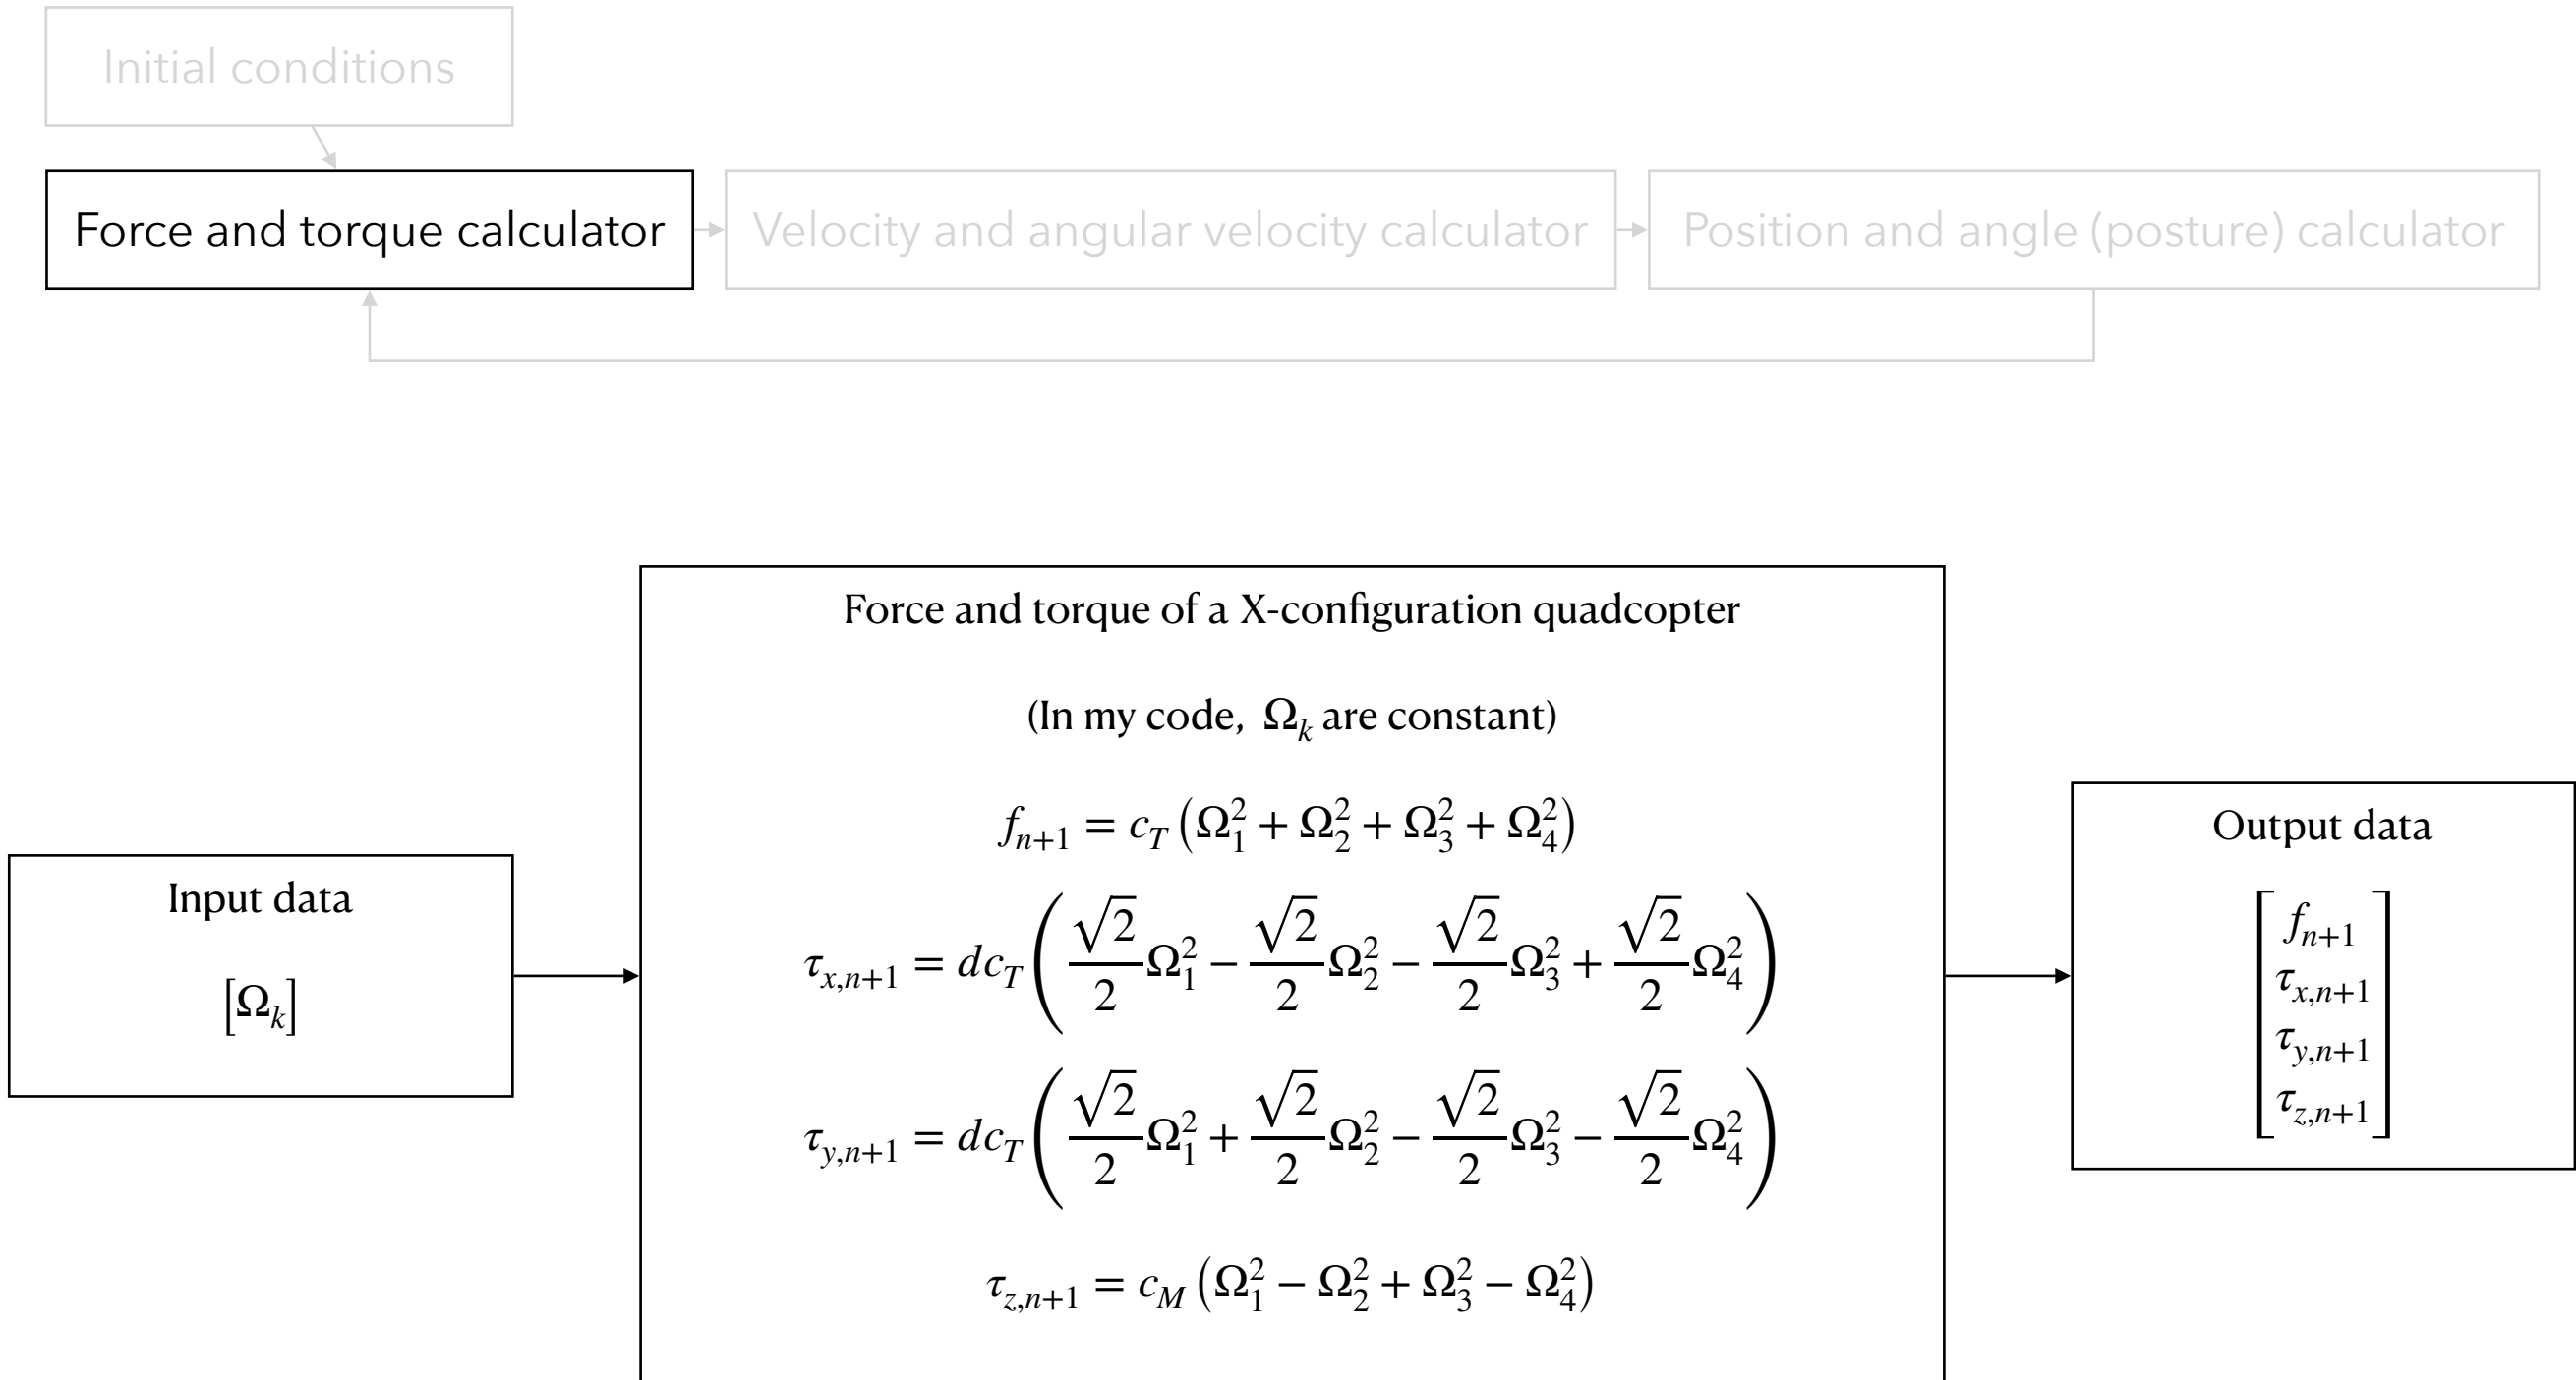 Initial conditions
Force and torque calculator
Velocity and angular velocity calculator
Position and angle (posture) calculator
Force and torque of a X-configuration quadcopter
(In my code, Ωₖ are constant)
f_{n+1} = c_T (Ω_1^2 + Ω_2^2 + Ω_3^2 + Ω_4^2)
τ_{x,n+1} = dc_T (√2/2 Ω_1^2 − √2/2 Ω_2^2 − √2/2 Ω_3^2 + √2/2 Ω_4^2)
τ_{y,n+1} = dc_T (√2/2 Ω_1^2 + √2/2 Ω_2^2 − √2/2 Ω_3^2 − √2/2 Ω_4^2)
τ_{z,n+1} = c_M (Ω_1^2 − Ω_2^2 + Ω_3^2 − Ω_4^2)
Input data
[Ωₖ]
Output data
f_{n+1}
τ_{x,n+1}
τ_{y,n+1}
τ_{z,n+1}